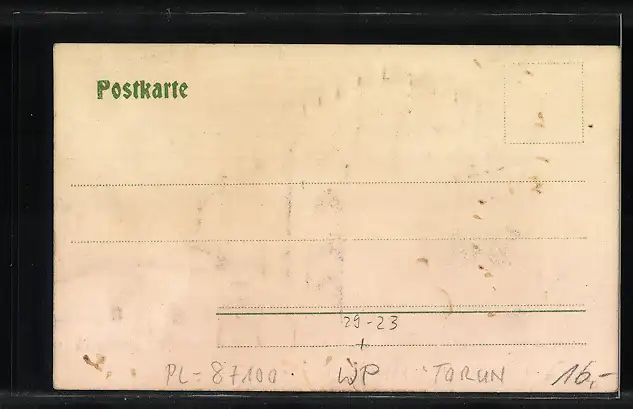 Postkarte
29-23
PL=87100. WP TORUN 16,-